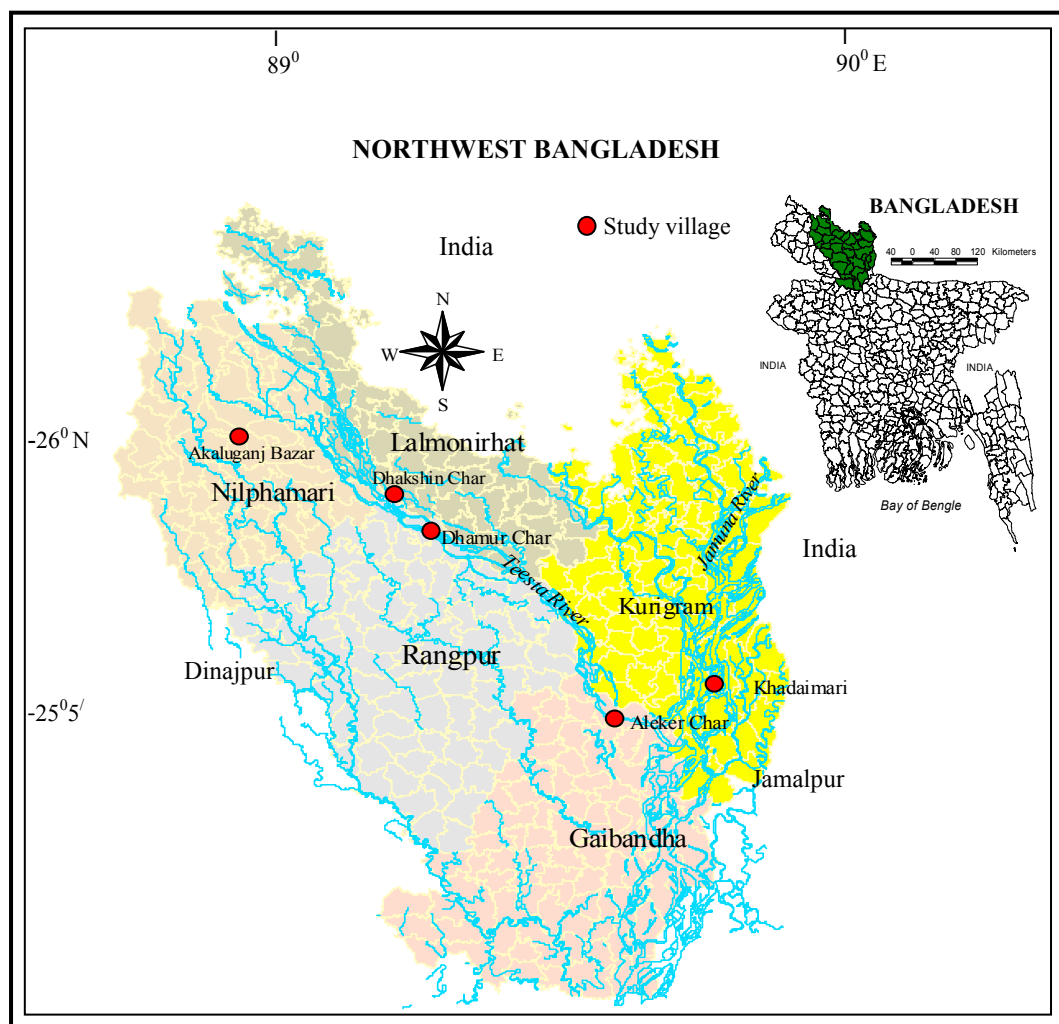 89⁰
90⁰ E
NORTHWEST BANGLADESH
Study village
India
BANGLADESH
40 0 40 80 120 Kilometers
N
W E
S
INDIA
INDIA
-26⁰ N
Akaluganj Bazar
Lalmonirhat
Dhakshin Char
Nilphamari
Dhamur Char
Bay of Bengle
Jamuna River
India
Teesta River
Kurigram
Rangpur
Dinajpur
Khadaimari
-25⁰5/
Aleker Char
Jamalpur
Gaibandha